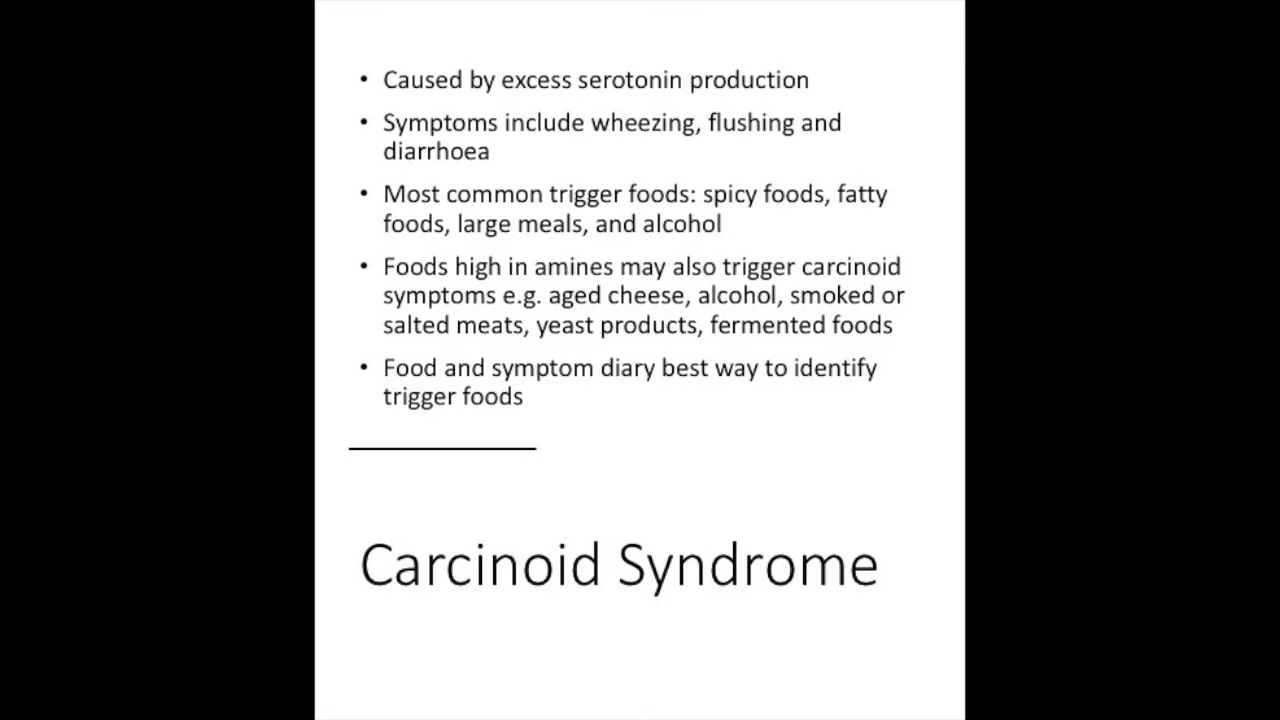 • Caused by excess serotonin production
• Symptoms include wheezing, flushing and
diarrhoea
• Most common trigger foods: spicy foods, fatty
foods, large meals, and alcohol
• Foods high in amines may also trigger carcinoid
symptoms e.g. aged cheese, alcohol, smoked or
salted meats, yeast products, fermented foods
• Food and symptom diary best way to identify
trigger foods
Carcinoid Syndrome